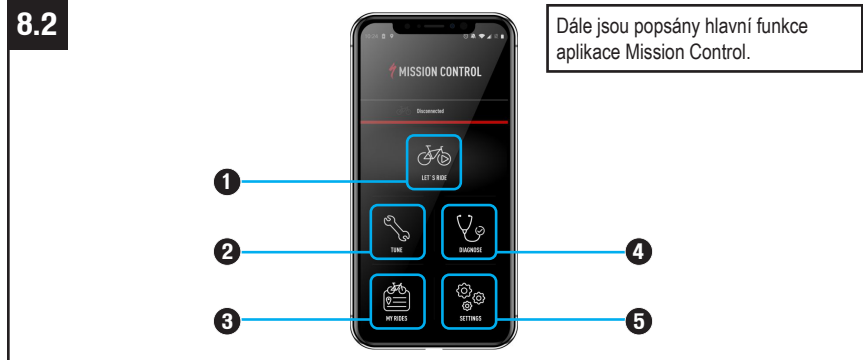 8.2
Dále jsou popsány hlavní funkce
aplikace Mission Control.
MISSION CONTROL
Disconnected
1
LET´S RIDE
2
TUNE
DIAGNOSE
4
3
MY RIDES
SETTINGS
5